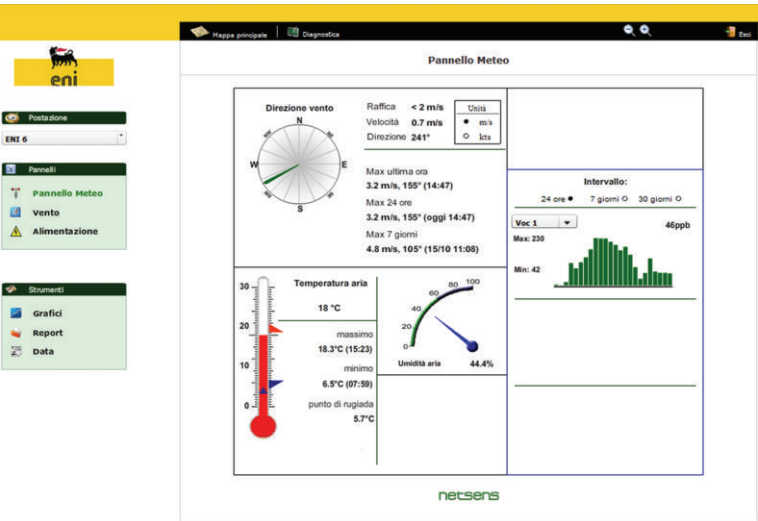 Mappa principale
Diagnostica
Esci
eni
Pannello Meteo
Postazione
ENI 6
Pannelli
Pannello Meteo
Vento
Alimentazione
Strumenti
Grafici
Report
Data
Direzione vento
N
W
E
S
Raffica < 2 m/s
Velocità 0.7 m/s
Direzione 241°
Unità
m/s
kts
Max ultima ora
3.2 m/s, 155° (14:47)
Max 24 ore
3.2 m/s, 155° (oggi 14:47)
Max 7 giorni
4.8 m/s, 105° (15/10 11:08)
Intervallo:
24 ore 7 giorni 30 giorni
Voc 1
46ppb
Max: 230
Min: 42
30
20
10
0
Temperatura aria
18 °C
massimo
18.3°C (15:23)
minimo
6.5°C (07:59)
punto di rugiada
5.7°C
0
20
40
60
80
100
Umidità aria 44.4%
netsens